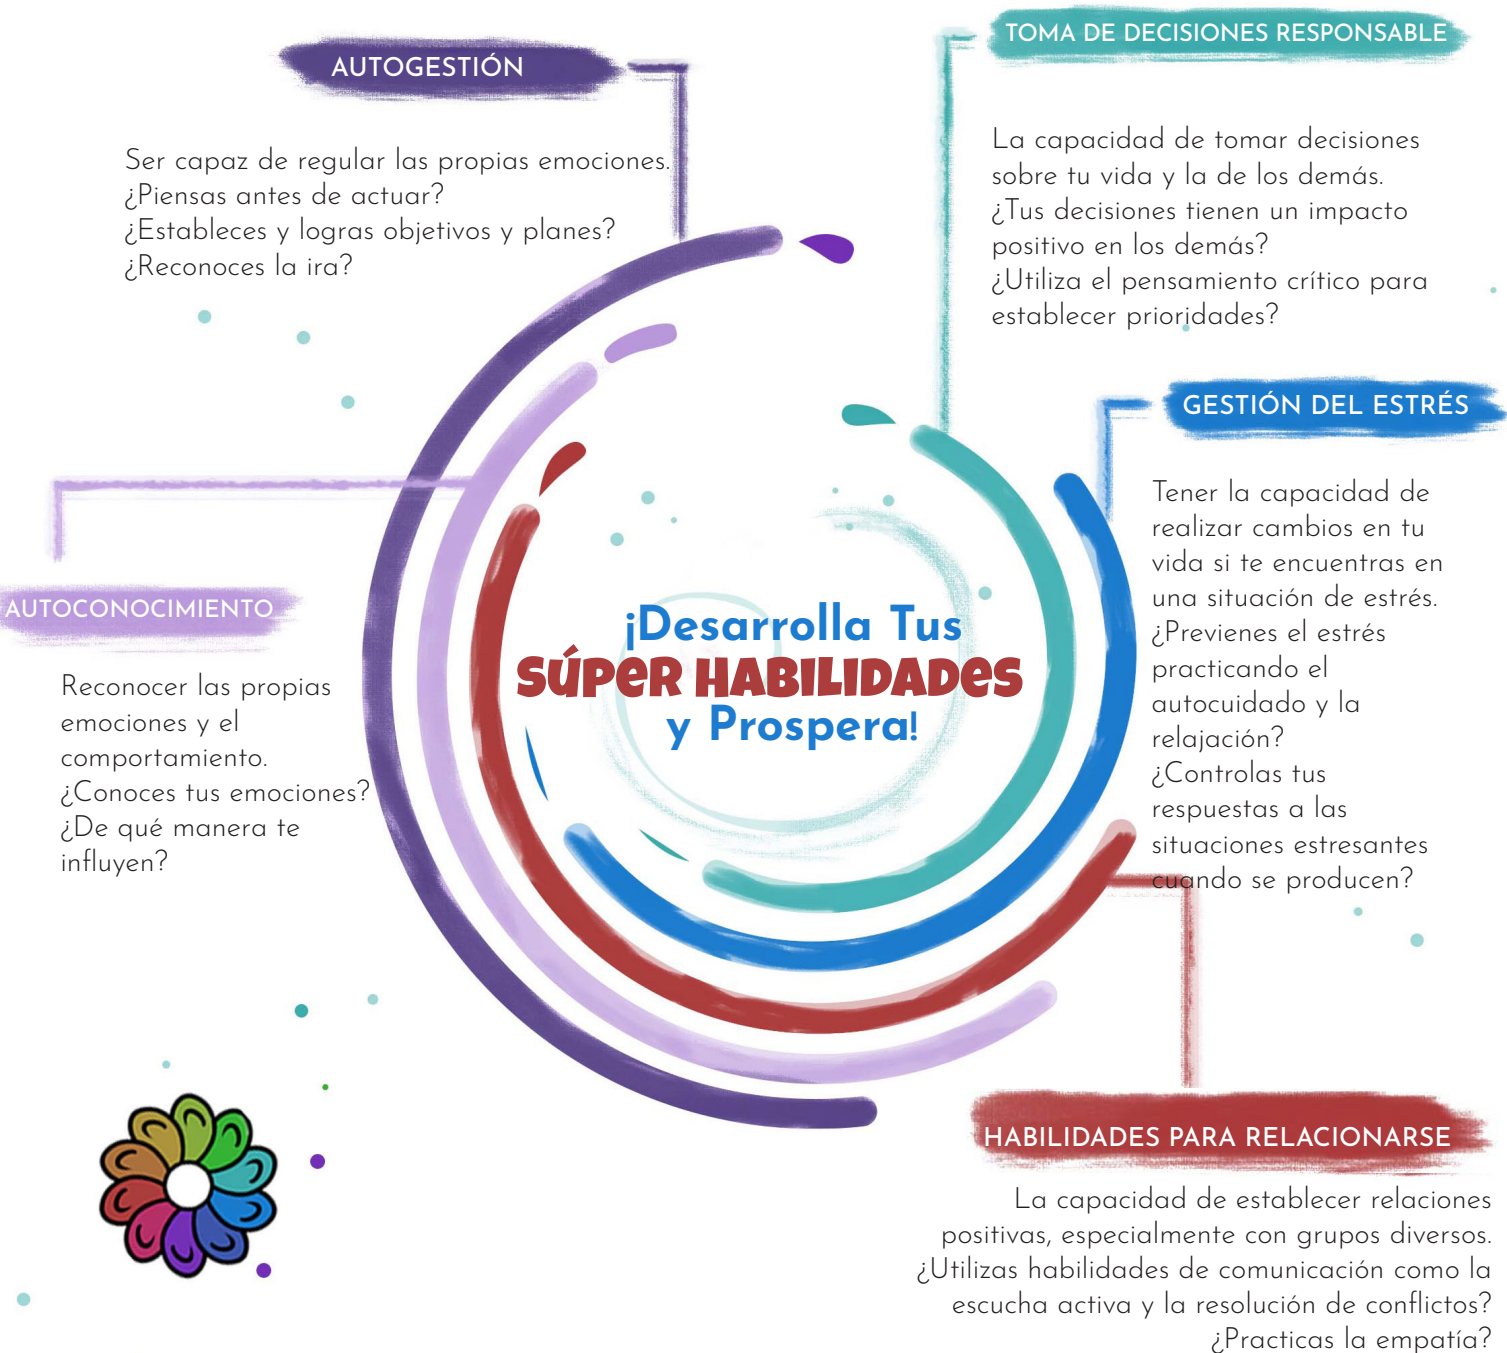 AUTOGESTIÓN
Ser capaz de regular las propias emociones.
¿Piensas antes de actuar?
¿Estableces y logras objetivos y planes?
¿Reconoces la ira?
TOMA DE DECISIONES RESPONSABLE
La capacidad de tomar decisiones
sobre tu vida y la de los demás.
¿Tus decisiones tienen un impacto
positivo en los demás?
¿Utiliza el pensamiento crítico para
establecer prioridades?
GESTIÓN DEL ESTRÉS
Tener la capacidad de
realizar cambios en tu
vida si te encuentras en
una situación de estrés.
¿Previenes el estrés
practicando el
autocuidado y la
relajación?
¿Controlas tus
respuestas a las
situaciones estresantes
cuando se producen?
¡Desarrolla Tus
SÚPER HABILIDADES
y Prospera!
AUTOCONOCIMIENTO
Reconocer las propias
emociones y el
comportamiento.
¿Conoces tus emociones?
¿De qué manera te
influyen?
HABILIDADES PARA RELACIONARSE
La capacidad de establecer relaciones
positivas, especialmente con grupos diversos.
¿Utilizas habilidades de comunicación como la
escucha activa y la resolución de conflictos?
¿Practicas la empatía?